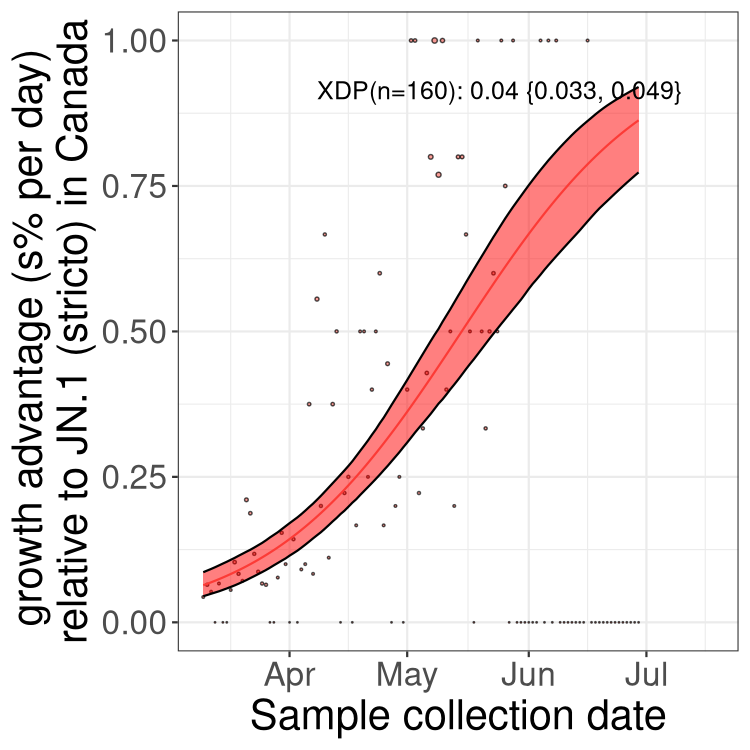 growth advantage (s% per day)
relative to JN.1 (stricto) in Canada
1.00
0.75
0.50
0.25
0.00
XDP(n=160): 0.04 {0.033, 0.049}
Apr May Jun Jul
Sample collection date